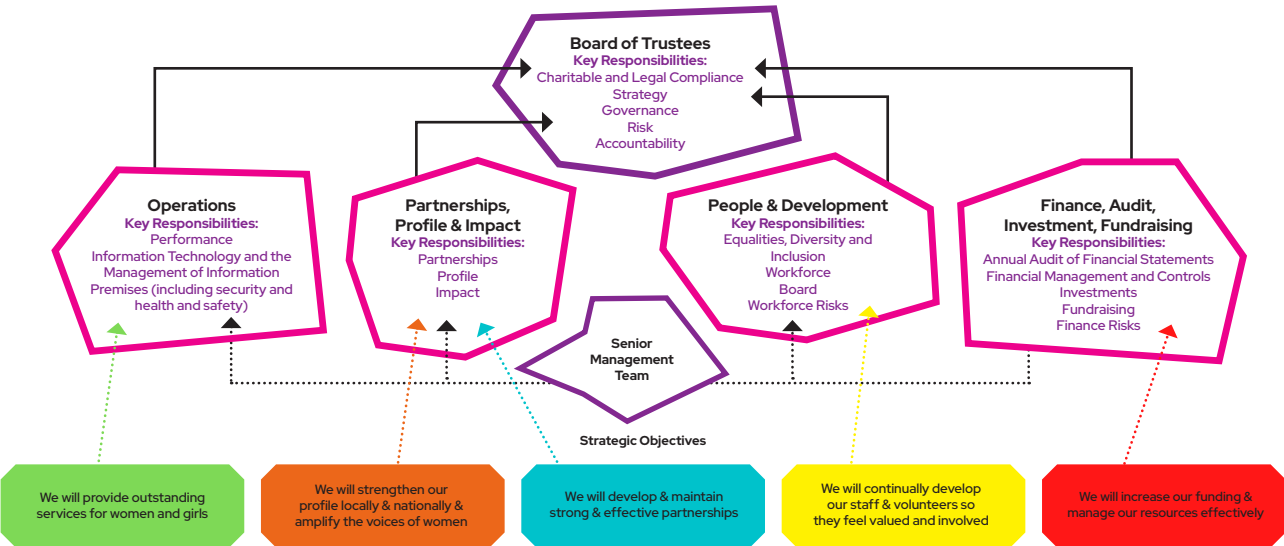 Board of Trustees
Key Responsibilities:
Charitable and Legal Compliance
Strategy
Governance
Risk
Accountability
Operations
Key Responsibilities:
Performance
Information Technology and the
Management of Information
Premises (including security and
health and safety)
Partnerships,
Profile & Impact
Key Responsibilities:
Partnerships
Profile
Impact
People & Development
Key Responsibilities:
Equalities, Diversity and
Inclusion
Workforce
Board
Workforce Risks
Finance, Audit,
Investment, Fundraising
Key Responsibilities:
Annual Audit of Financial Statements
Financial Management and Controls
Investments
Fundraising
Finance Risks
Senior
Management
Team
Strategic Objectives
We will provide outstanding
services for women and girls
We will strengthen our
profile locally & nationally &
amplify the voices of women
We will develop & maintain
strong & effective partnerships
We will continually develop
our staff & volunteers so
they feel valued and involved
We will increase our funding &
manage our resources effectively